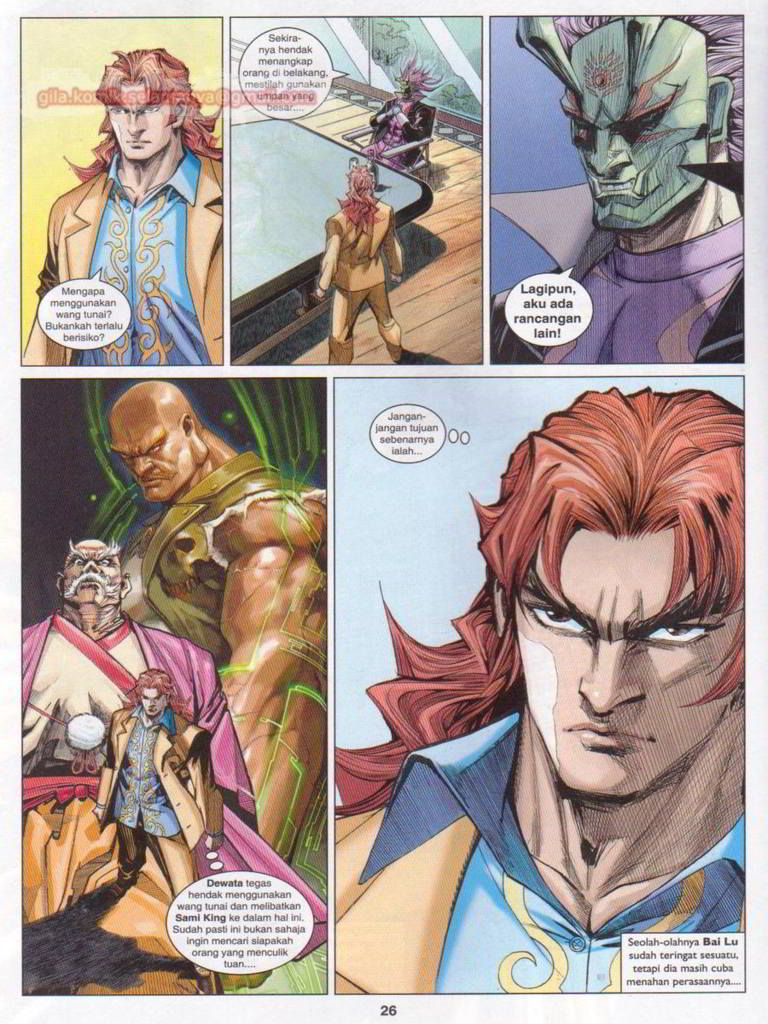 Mengapa
menggunakan
wang tunai?
Bukankah terlalu
berisiko?
Sekira-
nya hendak
menangkap
orang di belakang,
mestilah gunakan
umpan yang
besar....
Lagipun,
aku ada
rancangan
lain!
Dewata tegas
hendak menggunakan
wang tunai dan melibatkan
Sami King ke dalam hal ini.
Sudah pasti ini bukan sahaja
ingin mencari siapakah
orang yang menculik
tuan....
Jangan-
jangan tujuan
sebenarnya
ialah...
Seolah-olahnya Bai Lu
sudah teringat sesuatu,
tetapi dia masih cuba
menahan perasaannya....
26